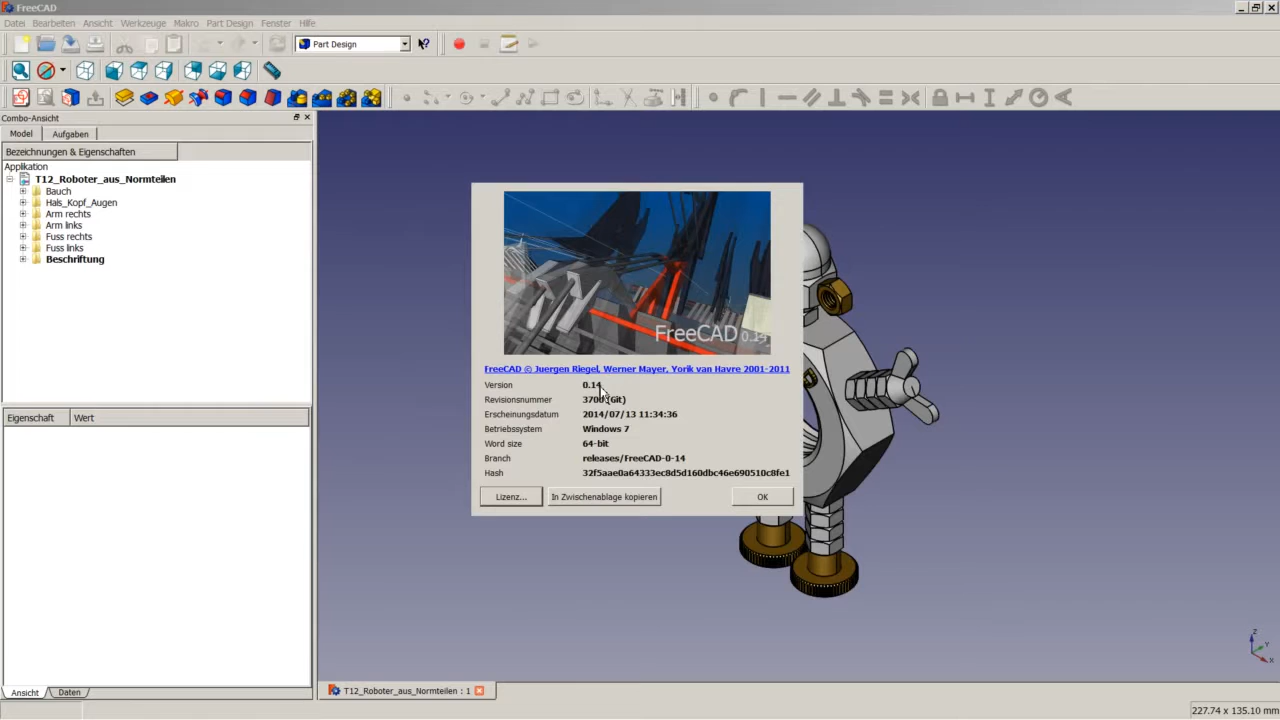 FreeCAD
Datei Bearbeiten Ansicht Werkzeuge Makro Part Design Fenster Hilfe
Part Design
Combo-Ansicht
Model Aufgaben
Bezeichnungen & Eigenschaften
Applikation
T12_Roboter_aus_Normteilen
Bauch
Hals_Kopf_Augen
Arm rechts
Arm links
Fuss rechts
Fuss links
Beschriftung
Eigenschaft Wert
Ansicht Daten
FreeCAD 0.14
FreeCAD © Juergen Riegel, Werner Mayer, Yorik van Havre 2001-2011
Version 0.14
Revisionsnummer (Git)
Erscheinungsdatum 2014/07/13 11:34:36
Betriebssystem Windows 7
Word size 64-bit
Branch releases/FreeCAD-0-14
Hash 32f5aae0a64333ec8d5d160dbc46e690510c8fe1
Lizenz... In Zwischenablage kopieren OK
T12_Roboter_aus_Normteilen : 1
Z
Y
X
227.74 x 135.10 mm